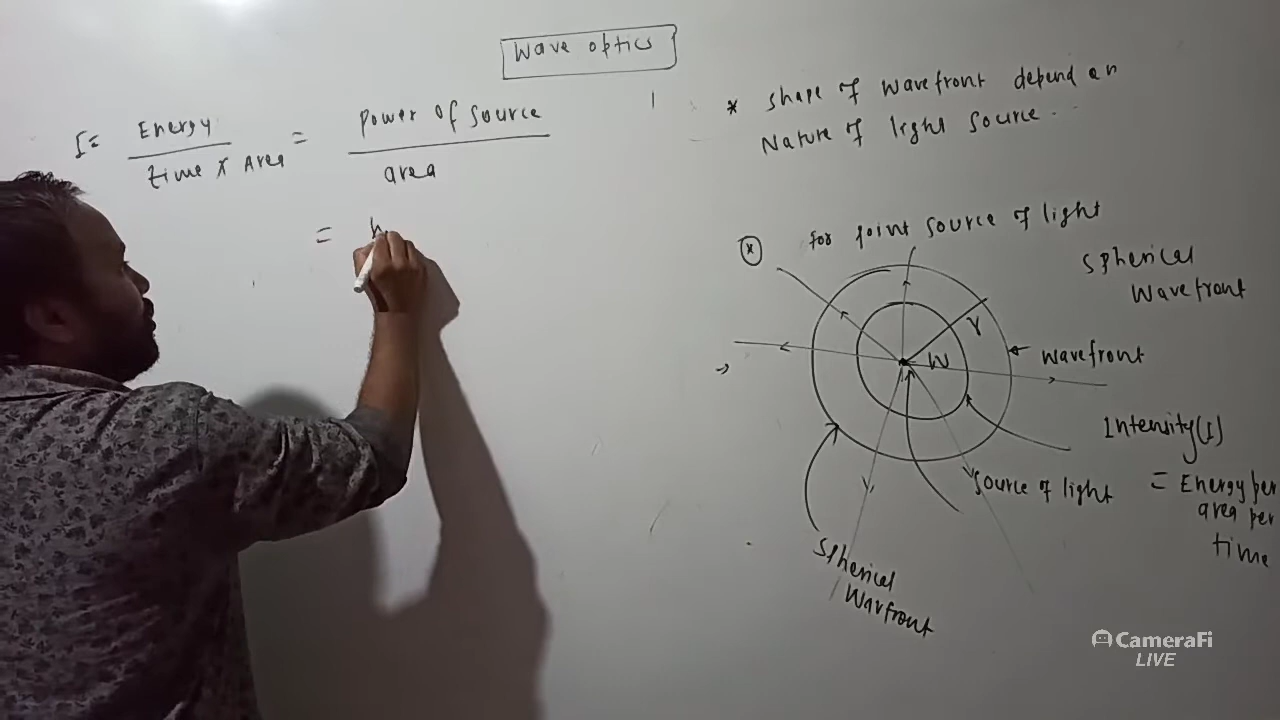 Wave optics
I = Energy / time x Area = Power of source / area
=
* shape of wavefront depend an
Nature of light source.
* for point source of light
spherical
wavefront
r
W
wavefront
Intensity(I)
= Energy per
area per
time
source of light
spherical
Wavfront
CameraFi
LIVE